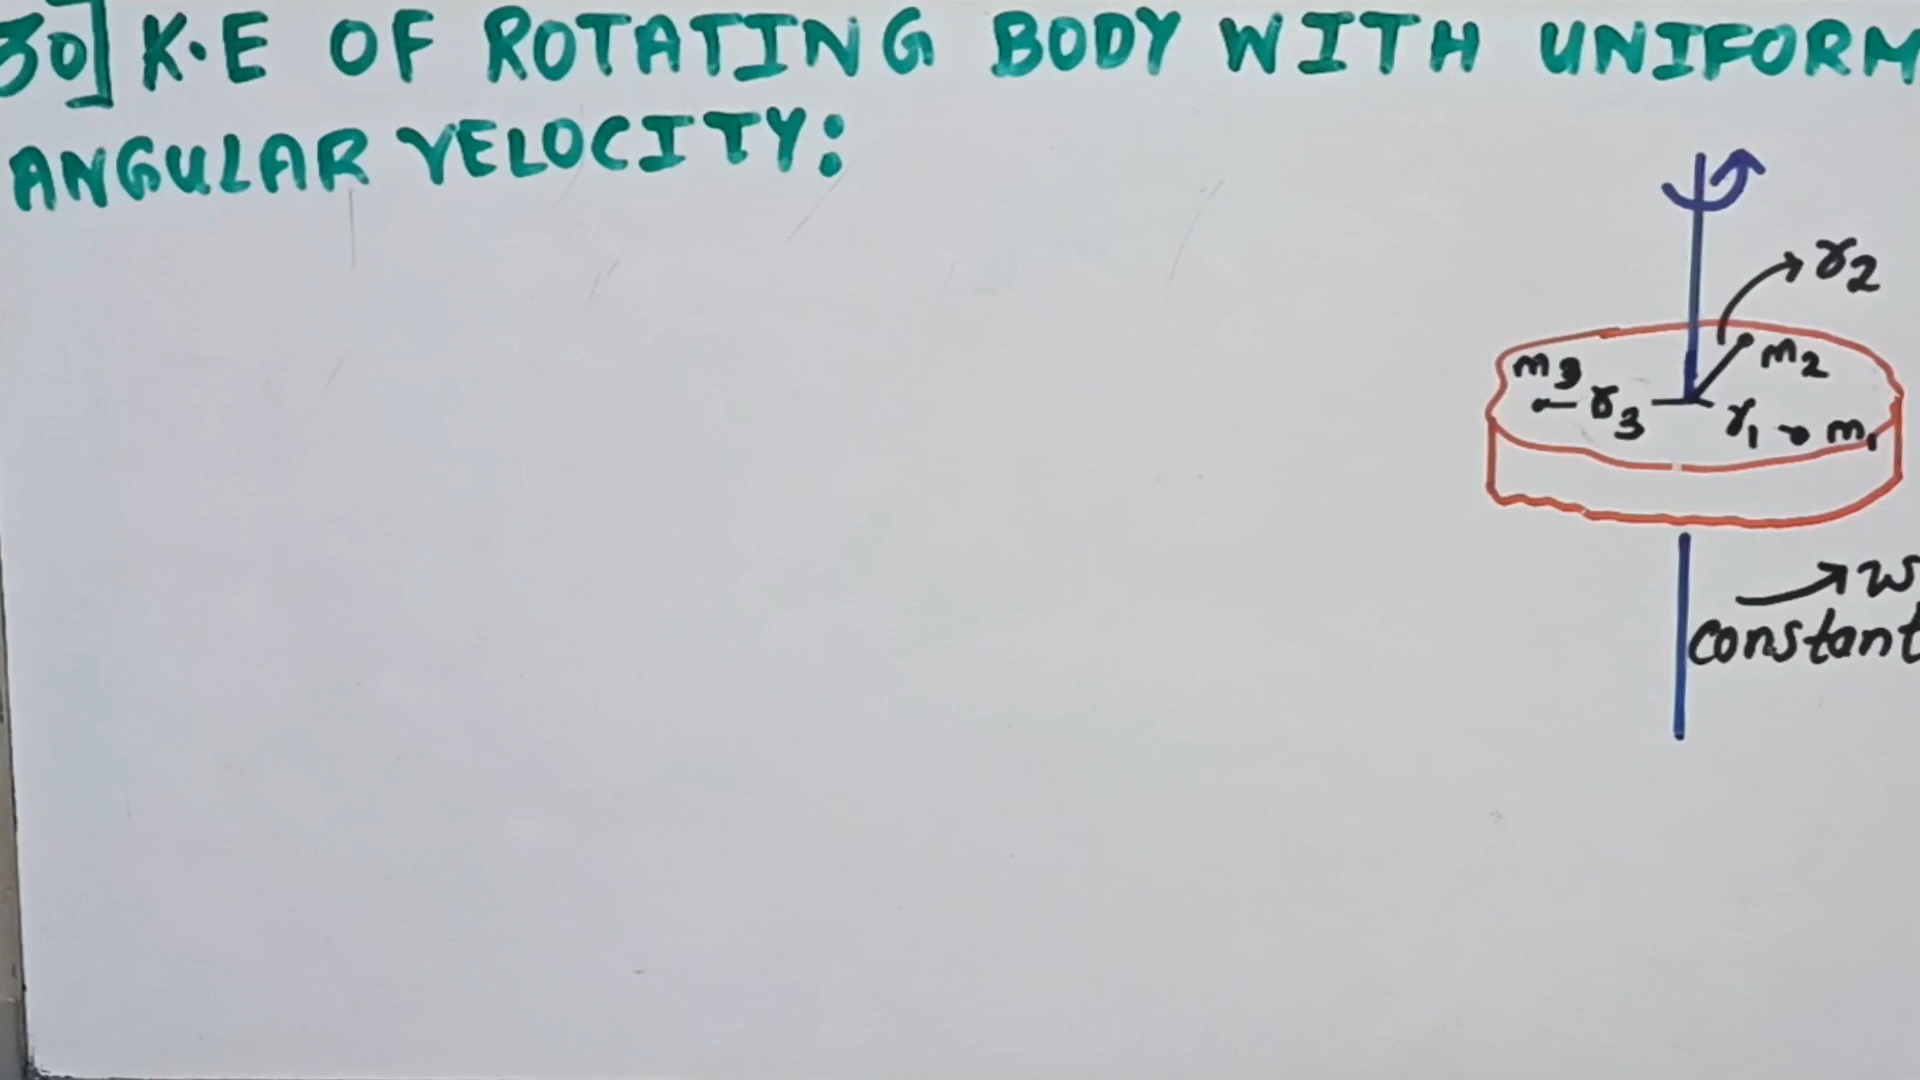 30] K.E OF ROTATING BODY WITH UNIFORM
ANGULAR VELOCITY:
r2
m3
m2
r3
r1
m1
w
constant